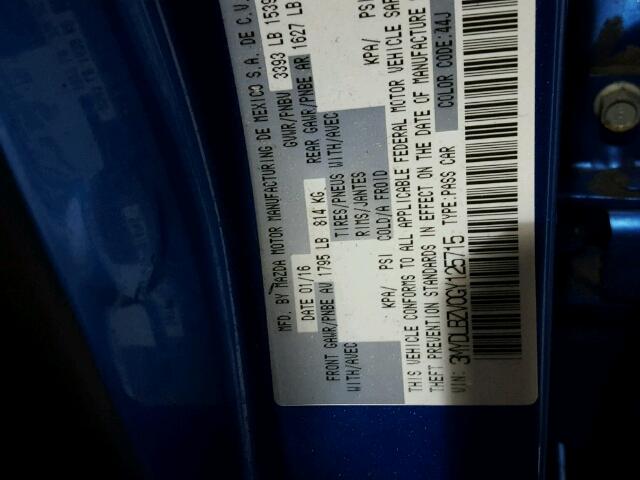 MFD. BY MAZDA MOTOR MANUFACTURING DE MEXICO S.A. DE C.V.
DATE 01/16 GVWR/PNBV 3393 LB 1539
FRONT GAWR/PNBE AV 1795 LB 814 KG REAR GAWR/PNBE AR 1627 LB
WITH/AVEC TIRES/PNEUS WITH/AVEC
RIMS/JANTES
KPA/ PSI COLD/A FROID KPA/ PSI
THIS VEHICLE CONFORMS TO ALL APPLICABLE FEDERAL MOTOR VEHICLE SAF
THEFT PREVENTION STANDARDS IN EFFECT ON THE DATE OF MANUFACTURE
VIN: 3MYDLBZV0GY125715 TYPE:PASS CAR COLOR CODE:44J